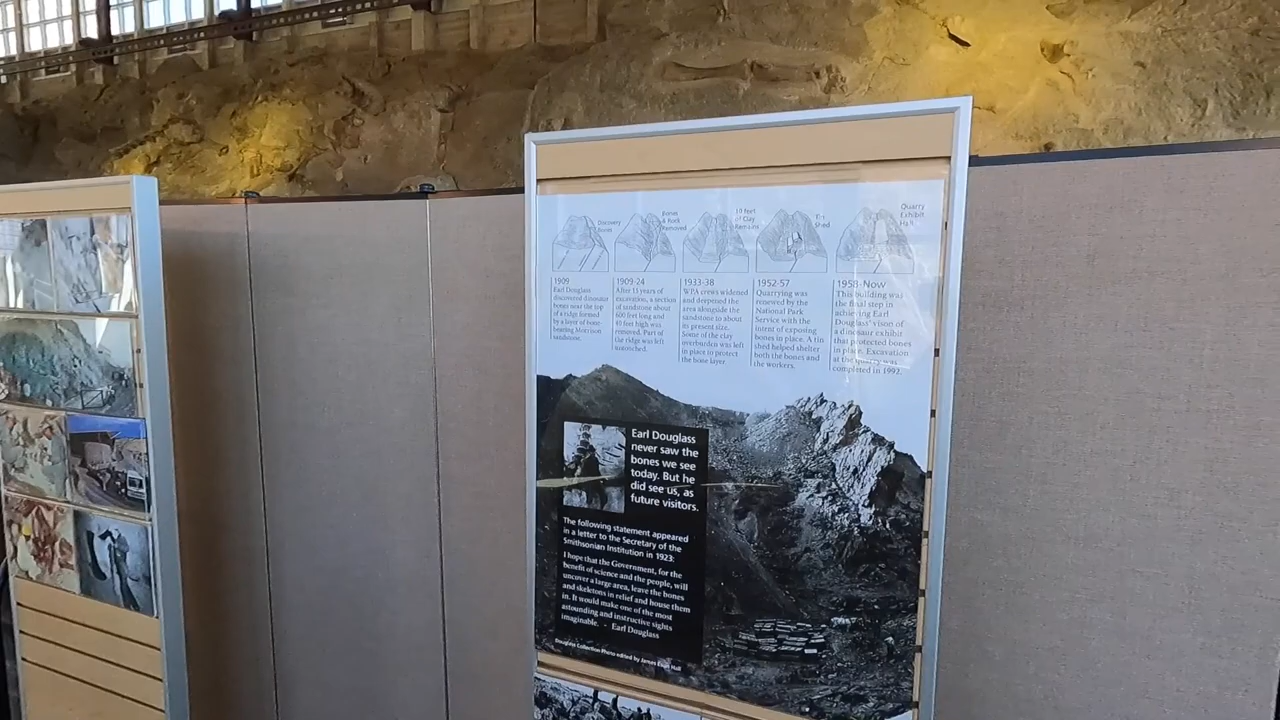 Discovery
Bones
Bones
& Rock
Removed
10 feet
of Clay
Remains
Tin
Shed
Quarry
Exhibit
Hall
1909
Earl Douglass
discovered dinosaur
bones near the top
of a ridge formed
by a layer of bone-
bearing Morrison
sandstone.
1909-24
After 15 years of
excavation, a section
of sandstone about
600 feet long and
40 feet high was
removed. Part of
the ridge was left
untouched.
1933-38
WPA crews widened
and deepened the
area alongside the
sandstone to about
its present size.
Some of the clay
overburden was left
in place to protect
the bone layer.
1952-57
Quarrying was
renewed by the
National Park
Service with the
intent of exposing
bones in place. A tin
shed helped shelter
both the bones and
the workers.
1958-Now
This building was
the final step in
achieving Earl
Douglass' vison of
a dinosaur exhibit
that protected bones
in place. Excavation
at the quarry was
completed in 1992.
Earl Douglass
never saw the
bones we see
today. But he
did see us, as
future visitors.
The following statement appeared
in a letter to the Secretary of the
Smithsonian Institution in 1923:
I hope that the Government, for the
benefit of science and the people, will
uncover a large area, leave the bones
and skeletons in relief and house them
in. It would make one of the most
astounding and instructive sights
imaginable. - Earl Douglass
Douglass Collection Photo edited by James Hall